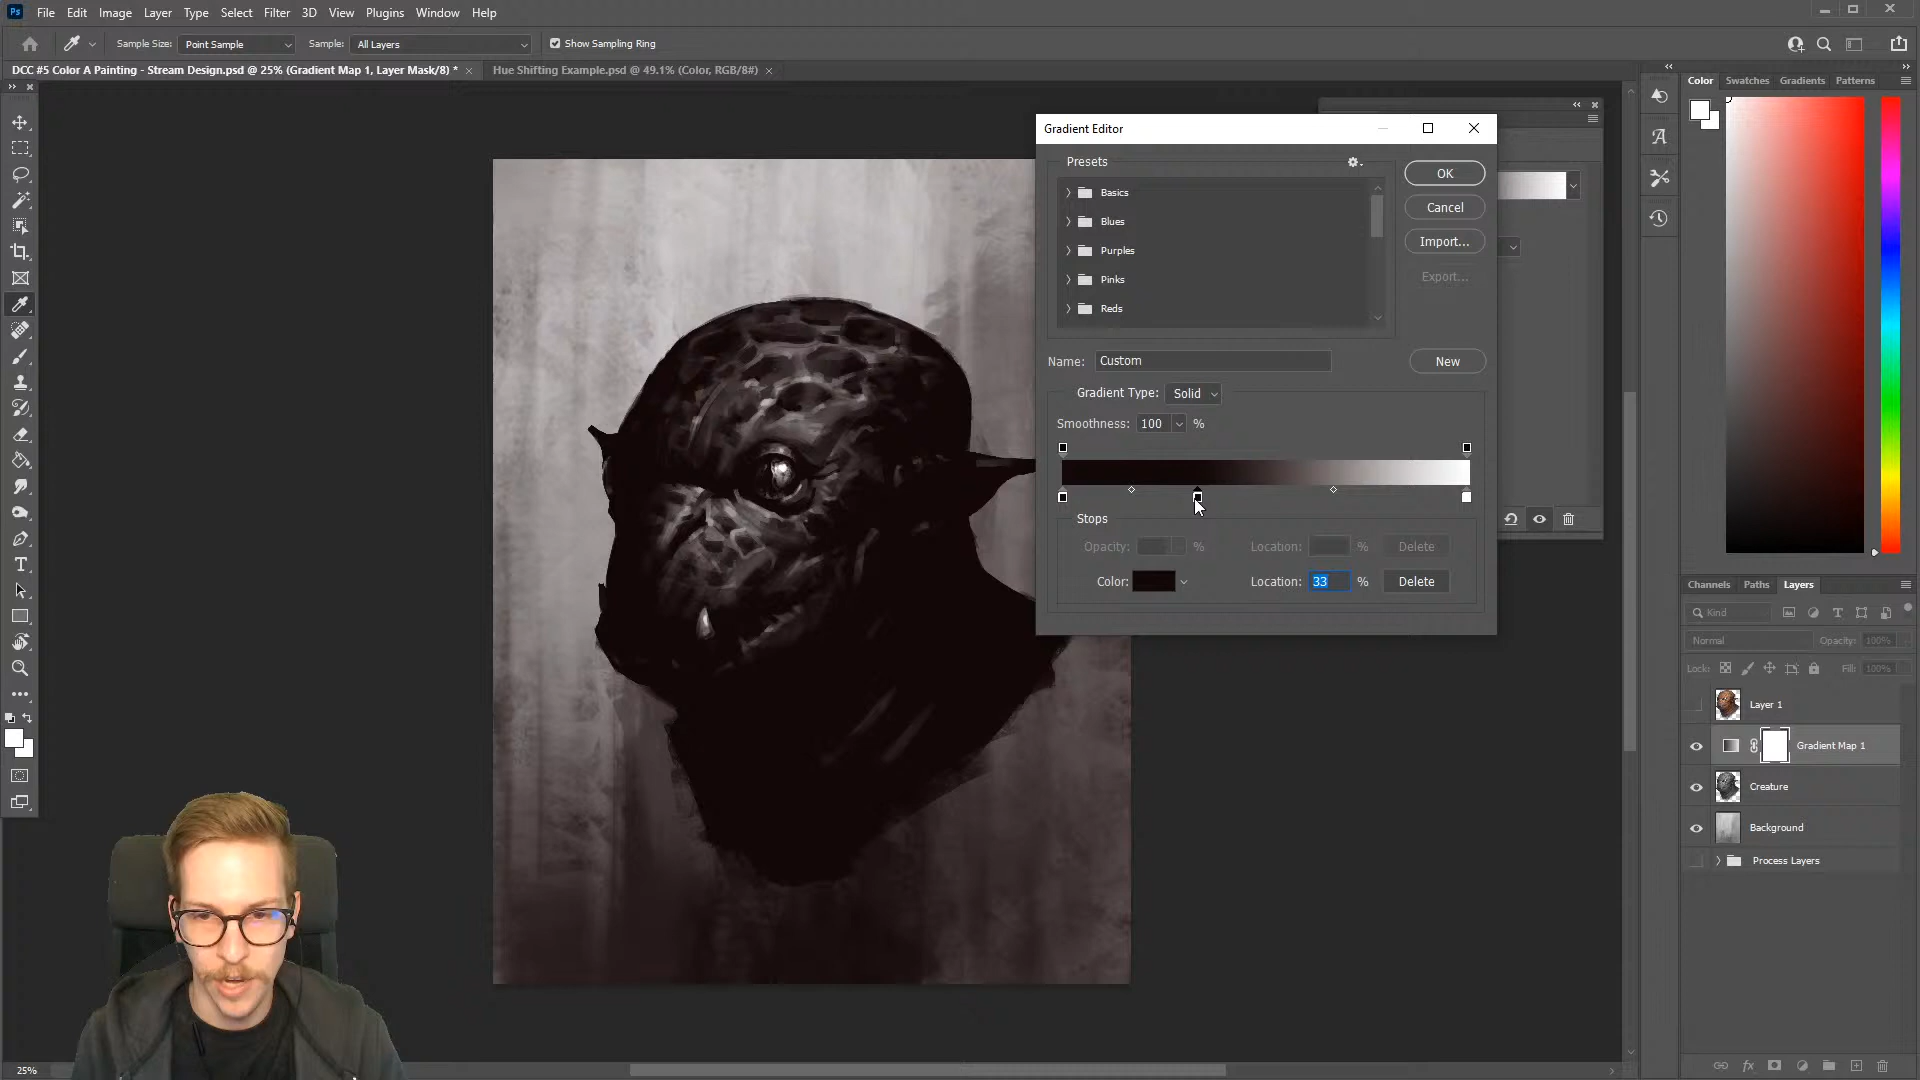 Ps File Edit Image Layer Type Select Filter 3D View Plugins Window Help
Sample Size: Point Sample Sample: All Layers Show Sampling Ring
DCC #5 Color A Painting - Stream Design.psd @ 25% (Gradient Map 1, Layer Mask/8) * Hue Shifting Example.psd @ 49.1% (Color, RGB/8#)
Color Swatches Gradients Patterns
Gradient Editor
Presets
Basics
Blues
Purples
Pinks
Reds
OK
Cancel
Import...
Export...
Name: Custom New
Gradient Type: Solid
Smoothness: 100 %
Stops
Opacity: % Location: % Delete
Color: Location: 33 % Delete
Channels Paths Layers
Kind
Normal Opacity: 100%
Lock: Fill: 100%
Layer 1
Gradient Map 1
Creature
Background
Process Layers
25%